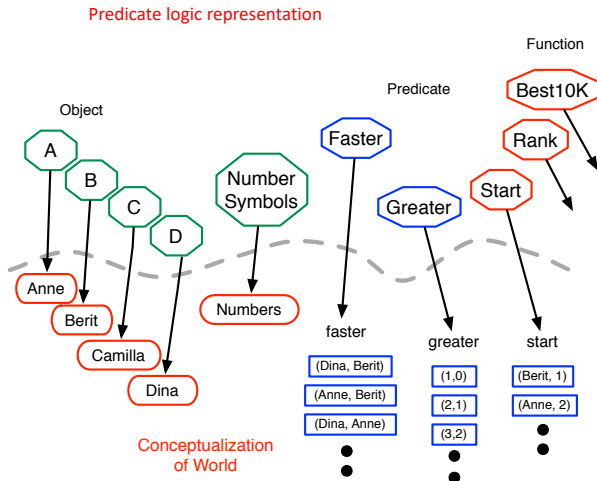 Predicate logic representation
Function
Predicate
Object
Best10K
Faster
Rank
A
B
C
D
Number
Symbols
Start
Greater
Anne
Berit
Camilla
Dina
Numbers
faster
greater
start
(Dina, Berit)
(1,0)
(Berit, 1)
(Anne, Berit)
(2,1)
(Anne, 2)
(Dina, Anne)
(3,2)
Conceptualization
of World